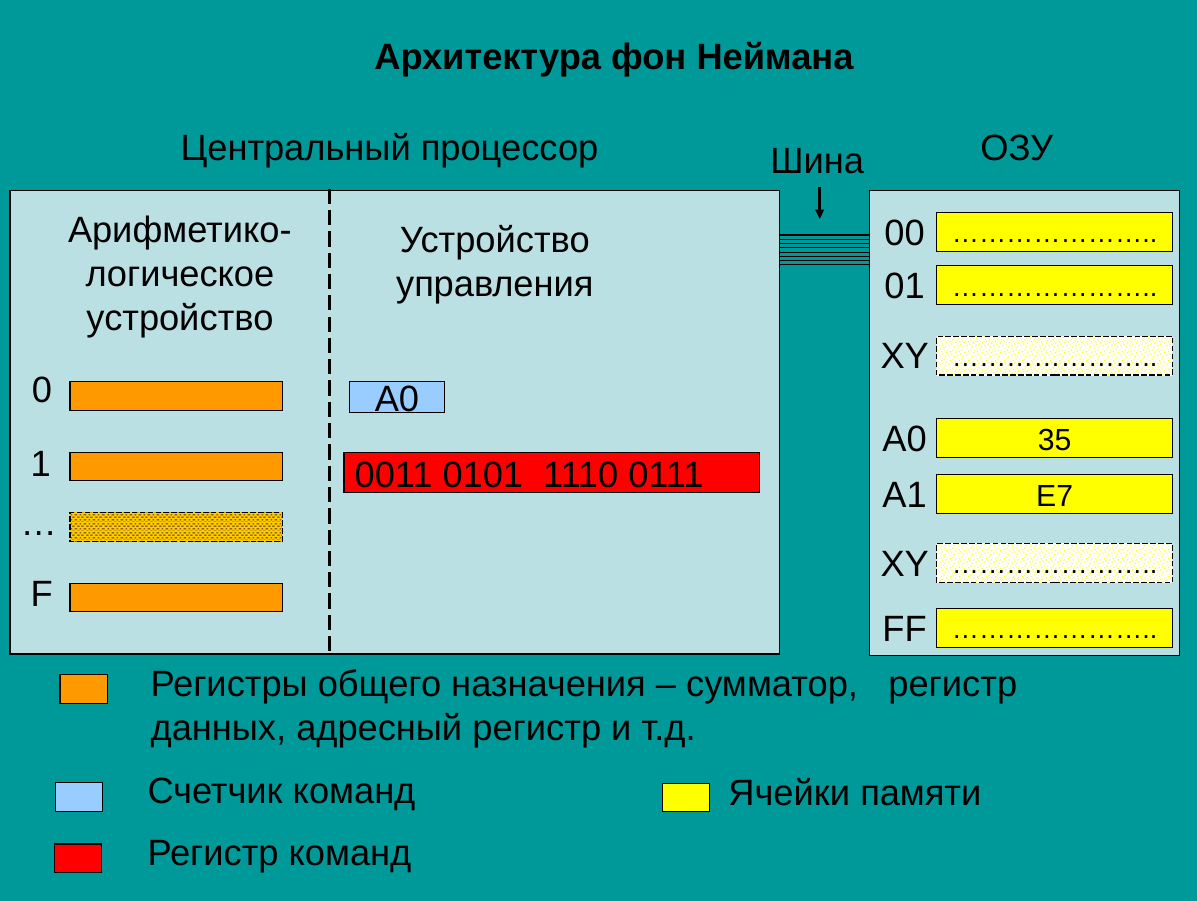 Архитектура фон Неймана
Центральный процессор
Шина
ОЗУ
Арифметико-
логическое
устройство
Устройство
управления
0
1
…
F
A0
0011 0101 1110 0111
00 …………………..
01 …………………..
XY …………………..
A0 35
A1 E7
XY …………………..
FF …………………..
Регистры общего назначения – сумматор, регистр
данных, адресный регистр и т.д.
Счетчик команд
Ячейки памяти
Регистр команд